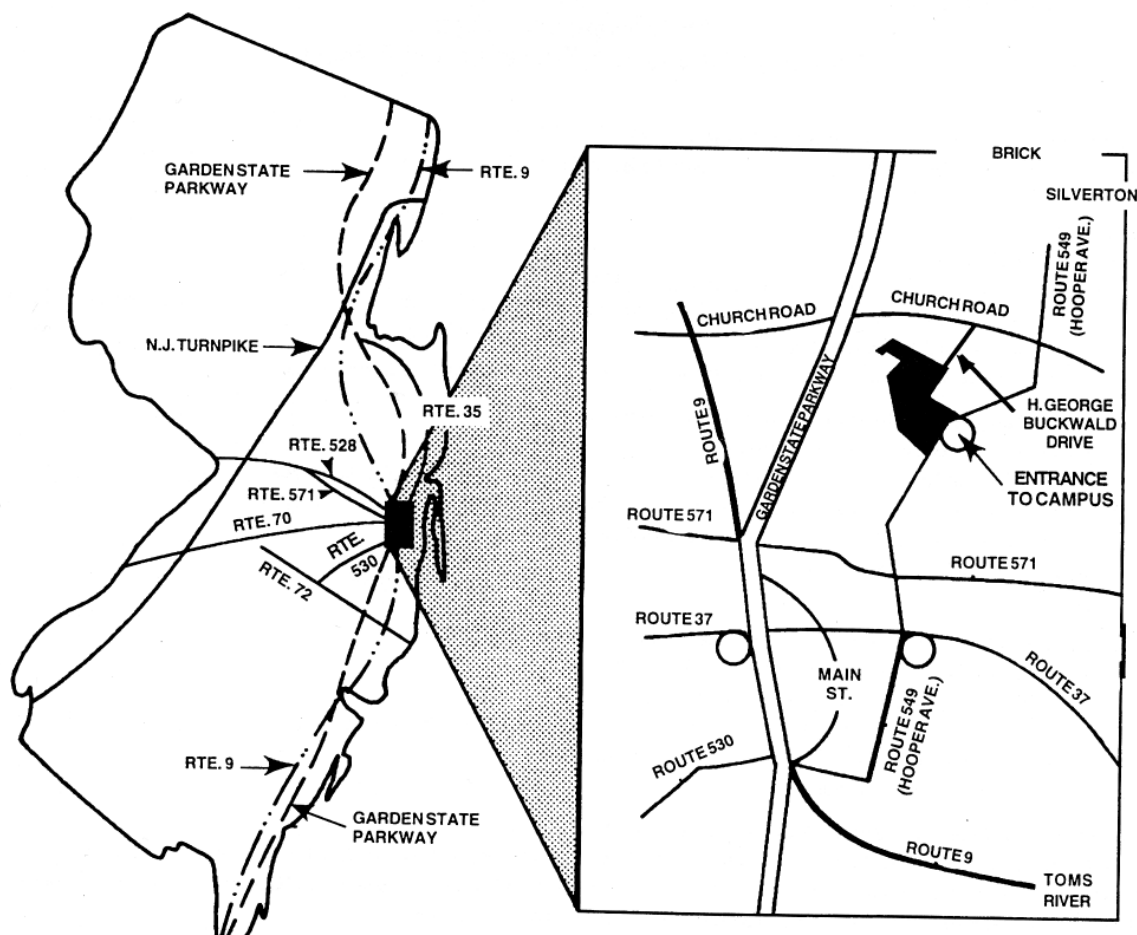 GARDEN STATE
PARKWAY
RTE. 9
N.J. TURNPIKE
RTE. 35
RTE. 528
RTE. 571
RTE. 70
RTE.
530
RTE. 72
RTE. 9
GARDEN STATE
PARKWAY
BRICK
SILVERTON
ROUTE 549
(HOOPER AVE.)
CHURCH ROAD
CHURCH ROAD
ROUTE 9
GARDEN STATE PARKWAY
H. GEORGE
BUCKWALD
DRIVE
ENTRANCE
TO CAMPUS
ROUTE 571
ROUTE 571
ROUTE 37
ROUTE 37
MAIN
ST.
ROUTE 549
(HOOPER AVE.)
ROUTE 530
ROUTE 9
TOMS
RIVER